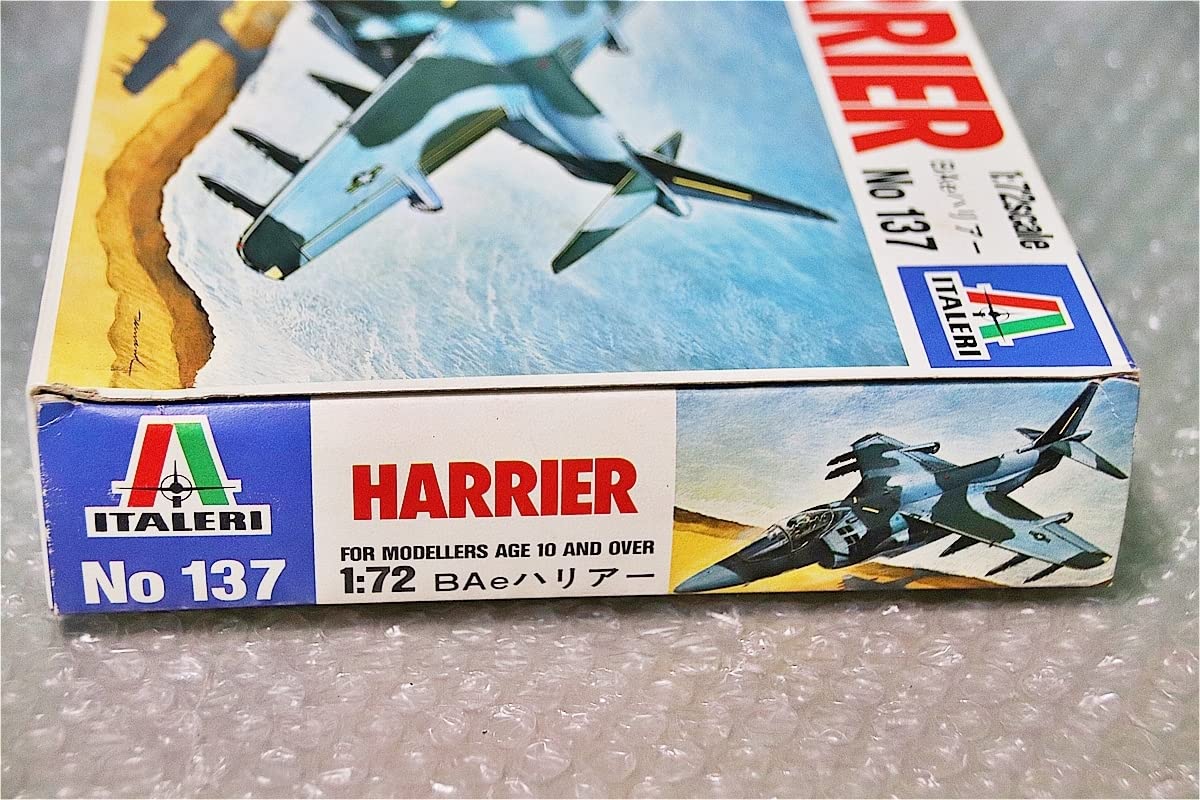 RRIER
BAeハリアー
No 137
1:72scale
ITALERI
ITALERI
No 137
HARRIER
FOR MODELLERS AGE 10 AND OVER
1:72 BAeハリアー